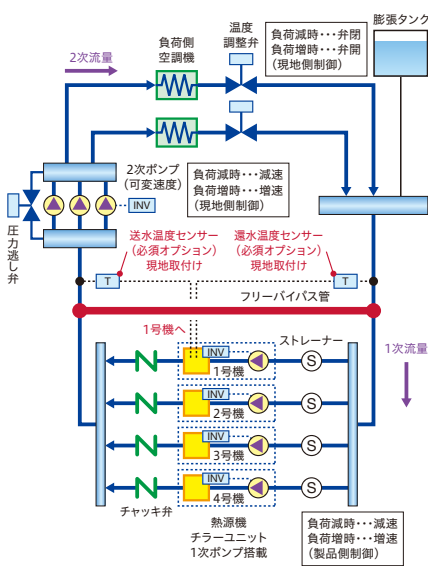 膨張タンク
2次流量
負荷側
空調機
温度
調整弁
負荷減時・・・弁閉
負荷増時・・・弁開
(現地側制御)
2次ポンプ
(可変速度)
INV
負荷減時・・・減速
負荷増時・・・増速
(現地側制御)
圧力逃し弁
送水温度センサー
(必須オプション)
現地取付け
還水温度センサー
(必須オプション)
現地取付け
T
T
フリーバイパス管
1号機へ
ストレーナー
1次流量
INV
S
1号機
INV
S
2号機
INV
S
3号機
INV
S
4号機
チャッキ弁
熱源機
チラーユニット
1次ポンプ搭載
負荷減時・・・減速
負荷増時・・・増速
(製品側制御)